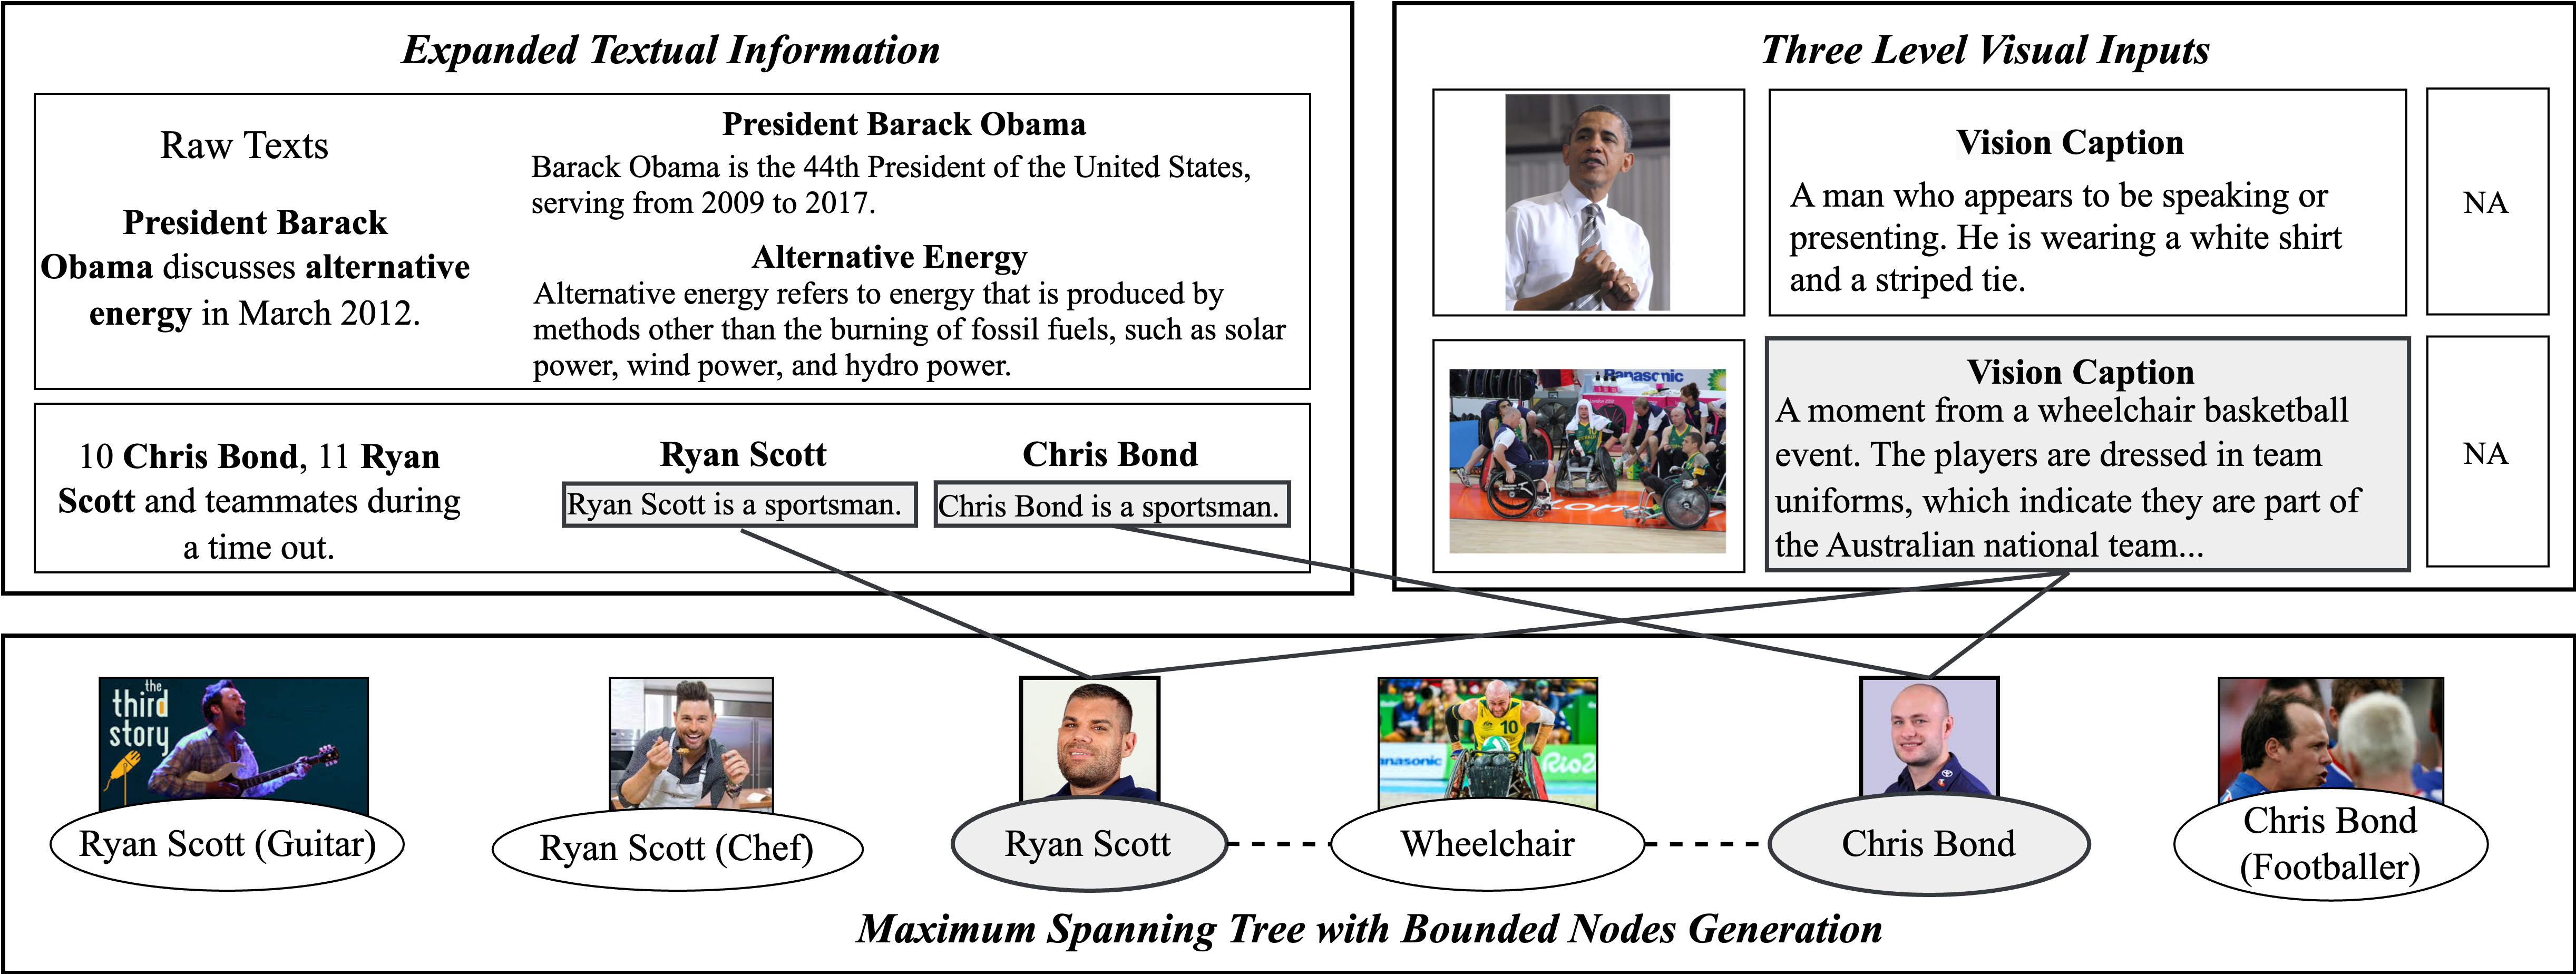 Expanded Textual Information
Raw Texts
President Barack
Obama discusses alternative
energy in March 2012.
President Barack Obama
Barack Obama is the 44th President of the United States,
serving from 2009 to 2017.
Alternative Energy
Alternative energy refers to energy that is produced by
methods other than the burning of fossil fuels, such as solar
power, wind power, and hydro power.
10 Chris Bond, 11 Ryan
Scott and teammates during
a time out.
Ryan Scott
Ryan Scott is a sportsman.
Chris Bond
Chris Bond is a sportsman.
Three Level Visual Inputs
Vision Caption
A man who appears to be speaking or
presenting. He is wearing a white shirt
and a striped tie.
NA
Panasonic
Vision Caption
A moment from a wheelchair basketball
event. The players are dressed in team
uniforms, which indicate they are part of
the Australian national team...
NA
the
third
story
10
anasonic
Rio2
Ryan Scott (Guitar)
Ryan Scott (Chef)
Ryan Scott
Wheelchair
Chris Bond
Chris Bond
(Footballer)
Maximum Spanning Tree with Bounded Nodes Generation